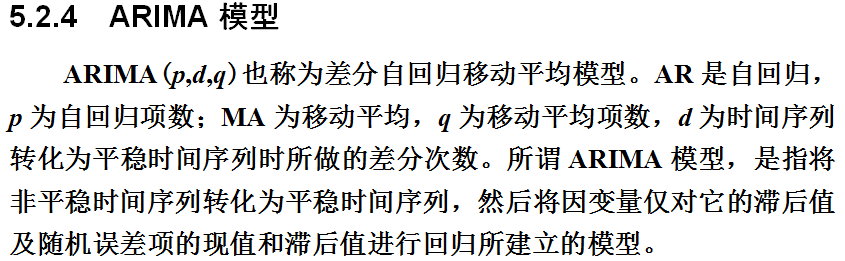 5.2.4 ARIMA 模型
ARIMA(p,d,q)也称为差分自回归移动平均模型。AR 是自回归，
p 为自回归项数；MA 为移动平均，q 为移动平均项数，d 为时间序列
转化为平稳时间序列时所做的差分次数。所谓 ARIMA 模型，是指将
非平稳时间序列转化为平稳时间序列，然后将因变量仅对它的滞后值
及随机误差项的现值和滞后值进行回归所建立的模型。